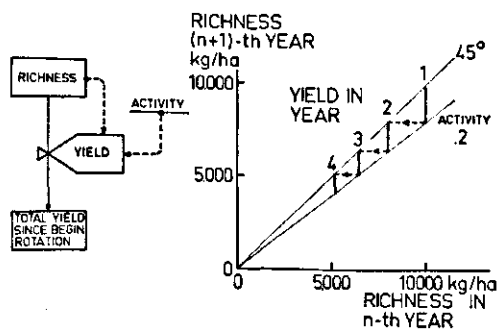 RICHNESS
ACTIVITY
YIELD
TOTAL YIELD
SINCE BEGIN
ROTATION
RICHNESS
(n+1)-th YEAR
kg/ha
10000
5000
0
45°
YIELD IN
YEAR
1
2
3
4
ACTIVITY
.2
0
5000
10000 kg/ha
RICHNESS IN
n-th YEAR